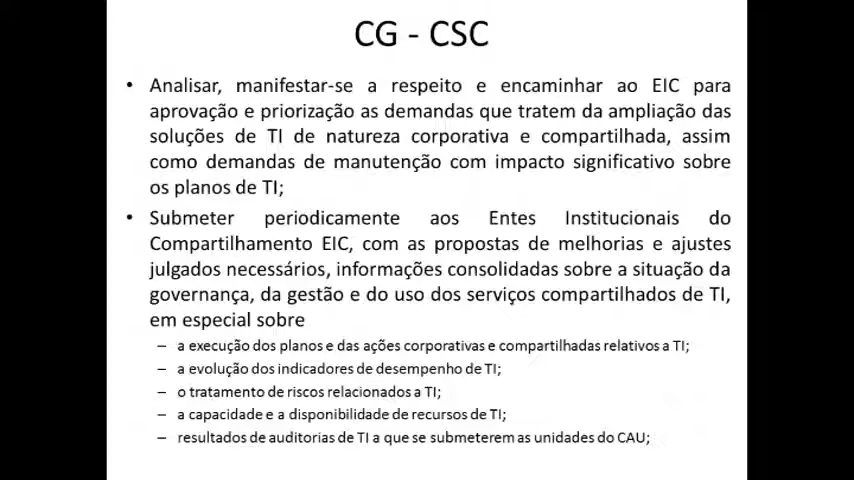 CG - CSC
• Analisar, manifestar-se a respeito e encaminhar ao EIC para
aprovação e priorização as demandas que tratem da ampliação das
soluções de TI de natureza corporativa e compartilhada, assim
como demandas de manutenção com impacto significativo sobre
os planos de TI;
• Submeter periodicamente aos Entes Institucionais do
Compartilhamento EIC, com as propostas de melhorias e ajustes
julgados necessários, informações consolidadas sobre a situação da
governança, da gestão e do uso dos serviços compartilhados de TI,
em especial sobre
– a execução dos planos e das ações corporativas e compartilhadas relativos a TI;
– a evolução dos indicadores de desempenho de TI;
– o tratamento de riscos relacionados a TI;
– a capacidade e a disponibilidade de recursos de TI;
– resultados de auditorias de TI a que se submeterem as unidades do CAU;